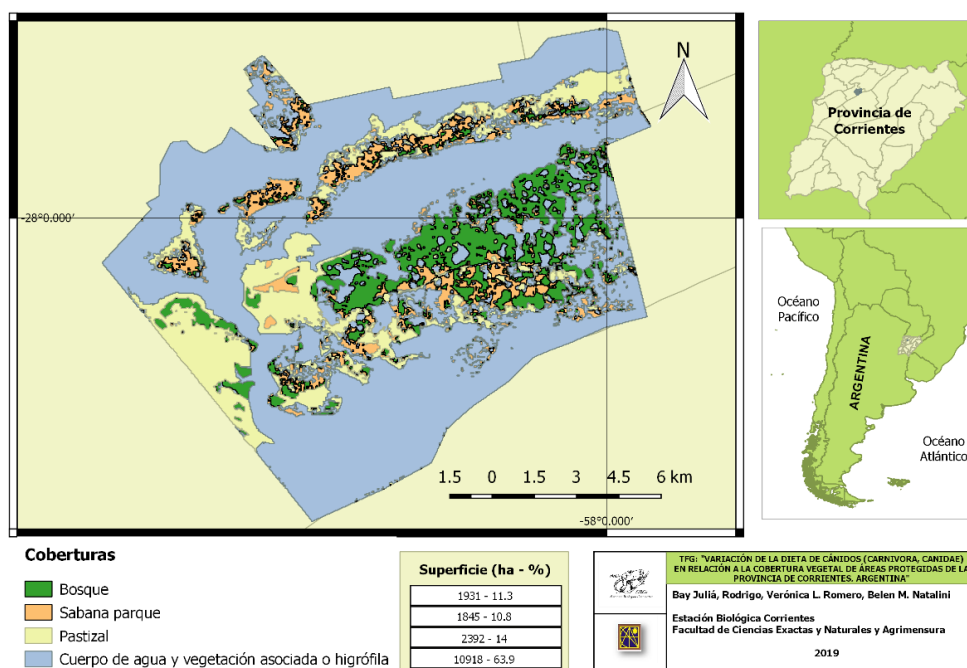 N
Provincia de
Corrientes
-28°0.000'
Océano
Pacífico
ARGENTINA
Océano
Atlántico
1.5 0 1.5 3 4.5 6 km
-58°0.000'
Coberturas
Bosque
Sabana parque
Pastizal
Cuerpo de agua y vegetación asociada o higrófila
Superficie (ha - %)
1931 - 11.3
1845 - 10.8
2392 - 14
10918 - 63.9
TFG: "VARIACIÓN DE LA DIETA DE CÁNIDOS (CARNIVORA, CANIDAE)
EN RELACIÓN A LA COBERTURA VEGETAL DE ÁREAS PROTEGIDAS DE LA
PROVINCIA DE CORRIENTES. ARGENTINA"
Bay Juliá, Rodrigo, Verónica L. Romero, Belen M. Natalini
Estación Biológica Corrientes
Facultad de Ciencias Exactas y Naturales y Agrimensura
2019